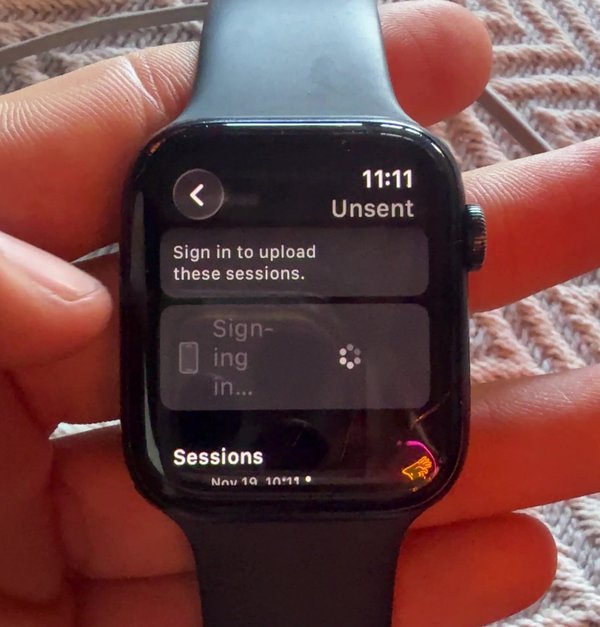 11:11
Unsent
Sign in to upload
these sessions.
Sign-
ing
in...
Sessions
Nov 19, 10:11